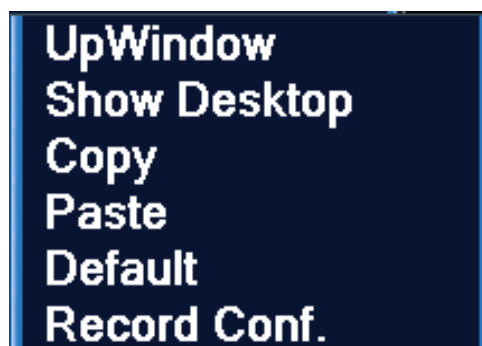 UpWindow
Show Desktop
Copy
Paste
Default
Record Conf.